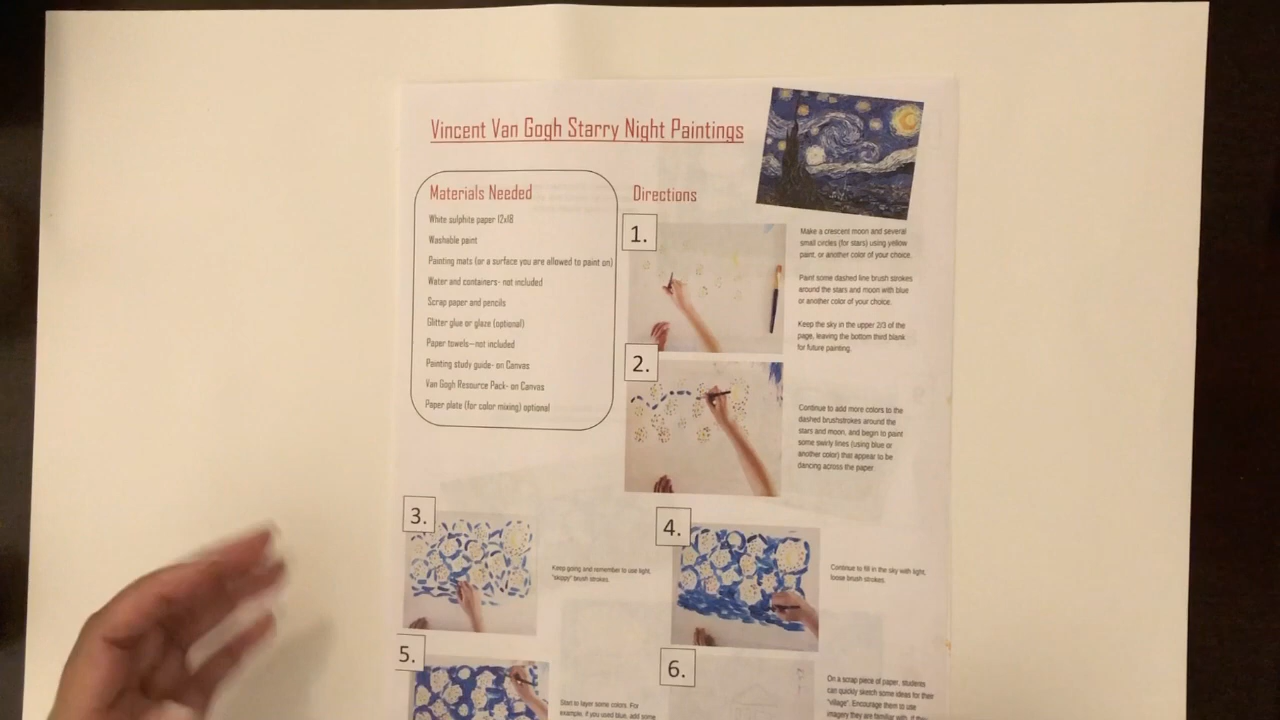 Vincent Van Gogh Starry Night Paintings
Materials Needed
White sulphite paper 12x18
Washable paint
Painting mats (or a surface you are allowed to paint on)
Water and containers- not included
Scrap paper and pencils
Glitter glue or glaze (optional)
Paper towels—not included
Painting study guide- on Canvas
Van Gogh Resource Pack- on Canvas
Paper plate (for color mixing) optional
Directions
1.
Make a crescent moon and several
small circles (for stars) using yellow
paint, or another color of your choice.
Paint some dashed line brush strokes
around the stars and moon with blue
or another color of your choice.
Keep the sky in the upper 2/3 of the
page, leaving the bottom third blank
for future painting.
2.
Continue to add more colors to the
dashed brushstrokes around the
stars and moon, and begin to paint
some swirly lines (using blue or
another color) that appear to be
dancing across the paper.
3.
Keep going and remember to use light,
"skippy" brush strokes.
4.
Continue to fill in the sky with light,
loose brush strokes.
5.
Start to layer some colors. For
example, if you used blue, add some
6.
On a scrap piece of paper, students
can quickly sketch some ideas for their
"village". Encourage them to use
imagery they are familiar with, if they